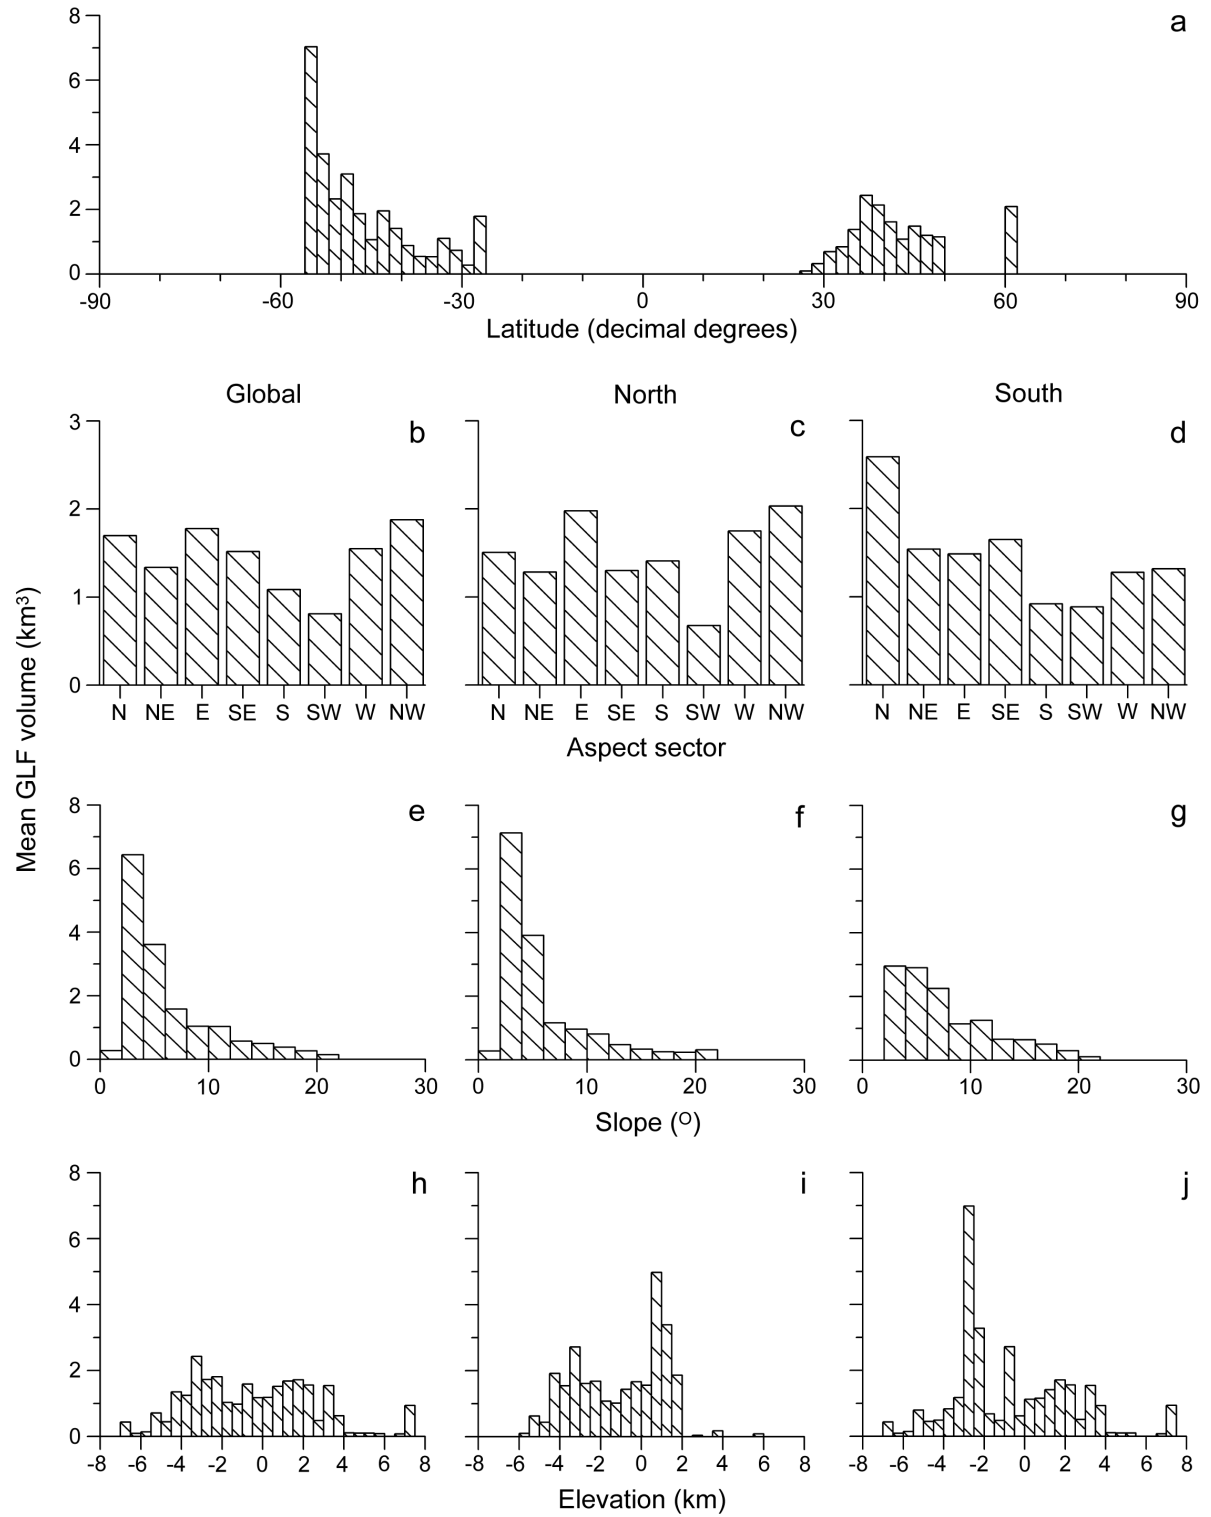 8
a
6
4
2
0
-90 -60 -30 0 30 60 90
Latitude (decimal degrees)
Global North South
3
b c d
2
1
0
N NE E SE S SW W NW N NE E SE S SW W NW N NE E SE S SW W NW
Aspect sector
Mean GLF volume (km³)
8
e f g
6
4
2
0
0 10 20 30 0 10 20 30 0 10 20 30
Slope (O)
8
h i j
6
4
2
0
-8 -6 -4 -2 0 2 4 6 8 -8 -6 -4 -2 0 2 4 6 8 -8 -6 -4 -2 0 2 4 6 8
Elevation (km)